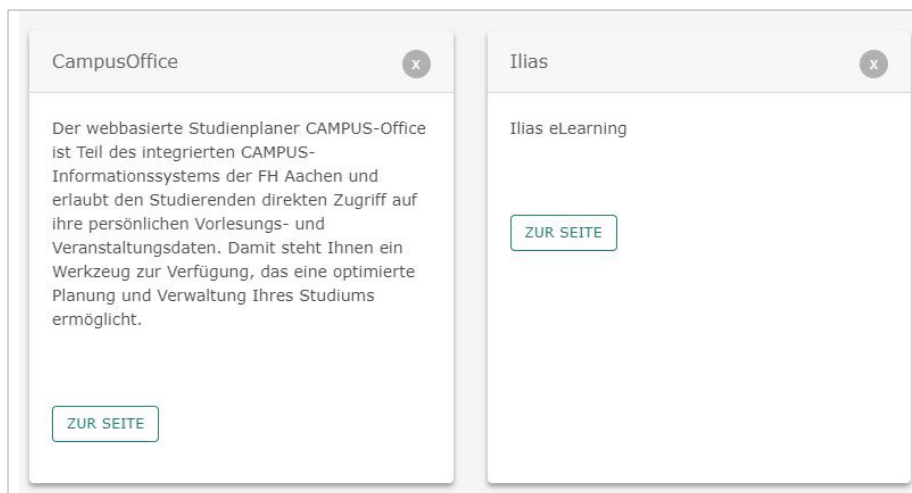 CampusOffice
x
Der webbasierte Studienplaner CAMPUS-Office
ist Teil des integrierten CAMPUS-
Informationssystems der FH Aachen und
erlaubt den Studierenden direkten Zugriff auf
ihre persönlichen Vorlesungs- und
Veranstaltungsdaten. Damit steht Ihnen ein
Werkzeug zur Verfügung, das eine optimierte
Planung und Verwaltung Ihres Studiums
ermöglicht.
ZUR SEITE
Ilias
x
Ilias eLearning
ZUR SEITE